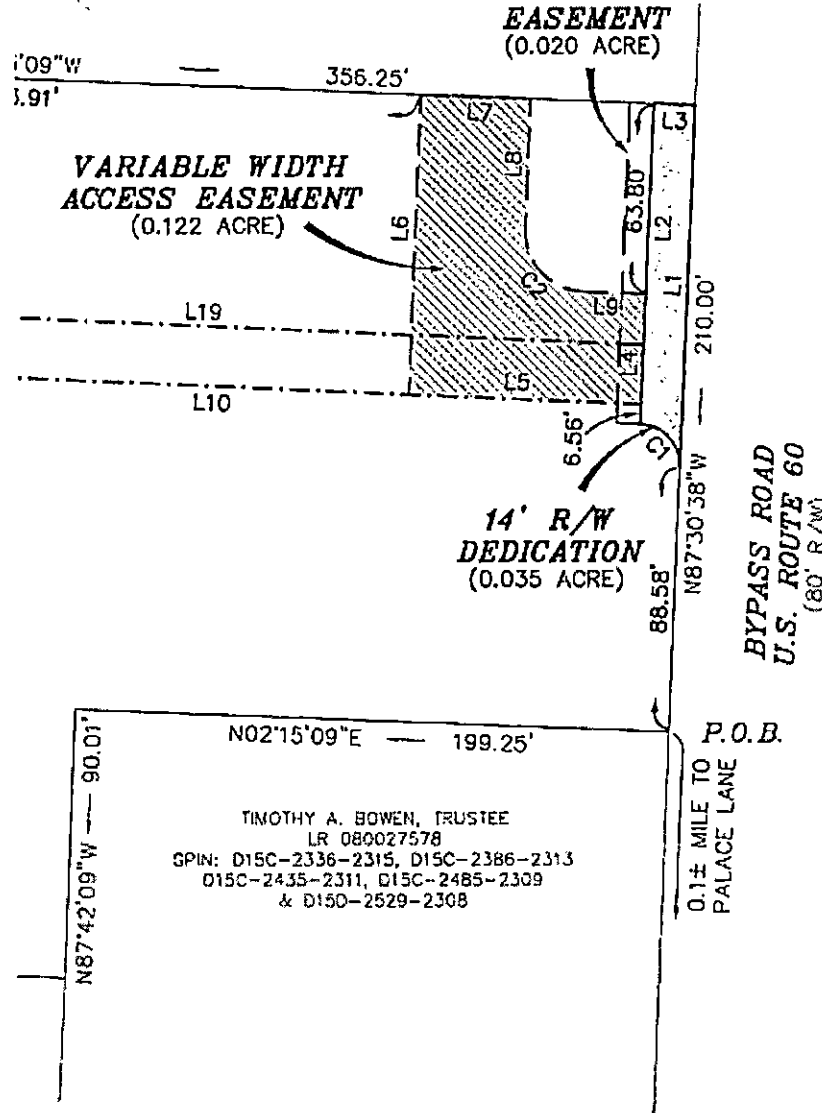 EASEMENT
(0.020 ACRE)
'09"W
356.25'
.91'
L7
L3
VARIABLE WIDTH
ACCESS EASEMENT
(0.122 ACRE)
L8
L6
63.80'
L2
L1
C2
L9
L19
210.00'
L4
L5
L10
6.56'
C1
14' R/W
DEDICATION
(0.035 ACRE)
N87°30'38"W
88.58'
BYPASS ROAD
U.S. ROUTE 60
(80' R/W)
N02°15'09"E — 199.25'
P.O.B.
N87°42'09"W — 90.01'
0.1± MILE TO
PALACE LANE
TIMOTHY A. BOWEN, TRUSTEE
LR 080027578
GPIN: D15C-2336-2315, D15C-2386-2313
D15C-2435-2311, D15C-2485-2309
& D15D-2529-2308